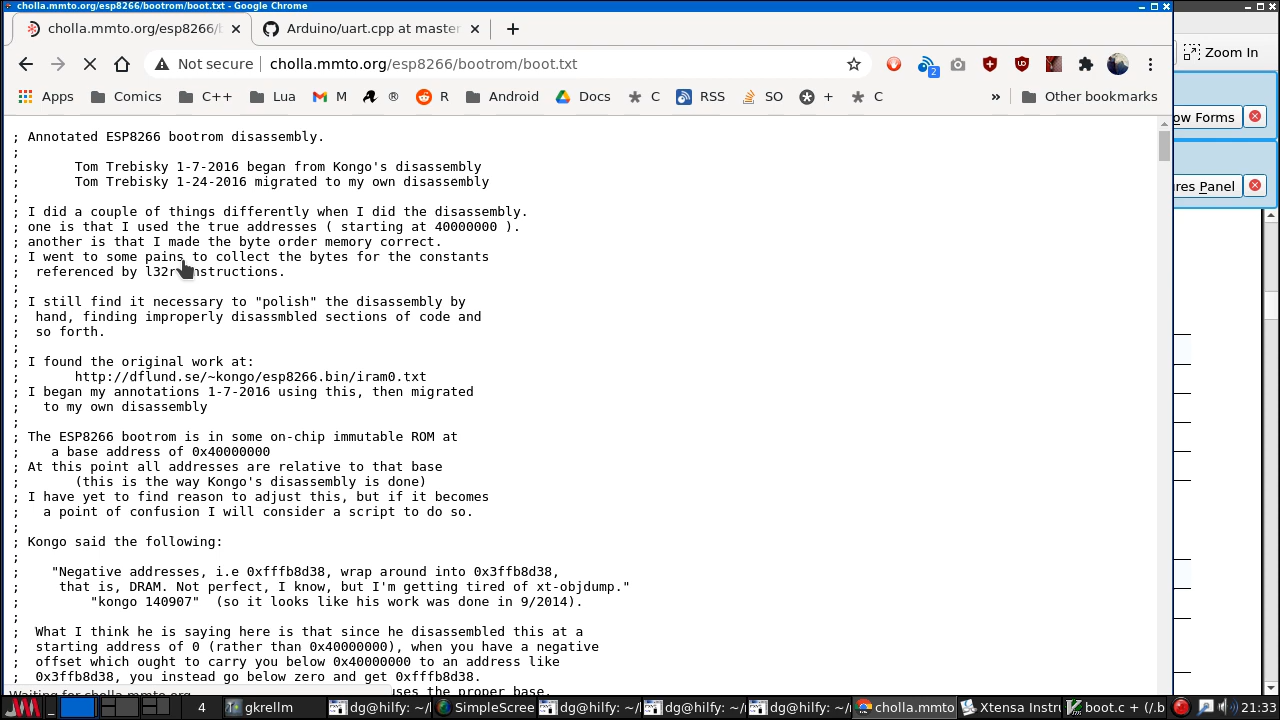 cholla.mmto.org/esp8266/bootrom/boot.txt - Google Chrome
cholla.mmto.org/esp8266/b
Arduino/uart.cpp at master
Not secure
cholla.mmto.org/esp8266/bootrom/boot.txt
2
Zoom In
Apps
Comics
C++
Lua
M
®
R
Android
Docs
C
RSS
SO
+
C
»
Other bookmarks
ow Forms
ures Panel
; Annotated ESP8266 bootrom disassembly.
;
; Tom Trebisky 1-7-2016 began from Kongo's disassembly
; Tom Trebisky 1-24-2016 migrated to my own disassembly
;
; I did a couple of things differently when I did the disassembly.
; one is that I used the true addresses ( starting at 40000000 ).
; another is that I made the byte order memory correct.
; I went to some pains to collect the bytes for the constants
; referenced by l32r instructions.
;
; I still find it necessary to "polish" the disassembly by
; hand, finding improperly disassmbled sections of code and
; so forth.
;
; I found the original work at:
; http://dflund.se/~kongo/esp8266.bin/iram0.txt
; I began my annotations 1-7-2016 using this, then migrated
; to my own disassembly
;
; The ESP8266 bootrom is in some on-chip immutable ROM at
; a base address of 0x40000000
; At this point all addresses are relative to that base
; (this is the way Kongo's disassembly is done)
; I have yet to find reason to adjust this, but if it becomes
; a point of confusion I will consider a script to do so.
;
; Kongo said the following:
;
; "Negative addresses, i.e 0xfffb8d38, wrap around into 0x3ffb8d38,
; that is, DRAM. Not perfect, I know, but I'm getting tired of xt-objdump."
; "kongo 140907" (so it looks like his work was done in 9/2014).
;
; What I think he is saying here is that since he disassembled this at a
; starting address of 0 (rather than 0x40000000), when you have a negative
; offset which ought to carry you below 0x40000000 to an address like
; 0x3ffb8d38, you instead go below zero and get 0xfffb8d38.
uses the proper base.
Waiting for cholla.mmto.org
4
gkrellm
dg@hilfy: ~/
SimpleScree
dg@hilfy: ~/
dg@hilfy: ~/
dg@hilfy: ~/
cholla.mmto
Xtensa Instru
boot.c + (/.b
21:33